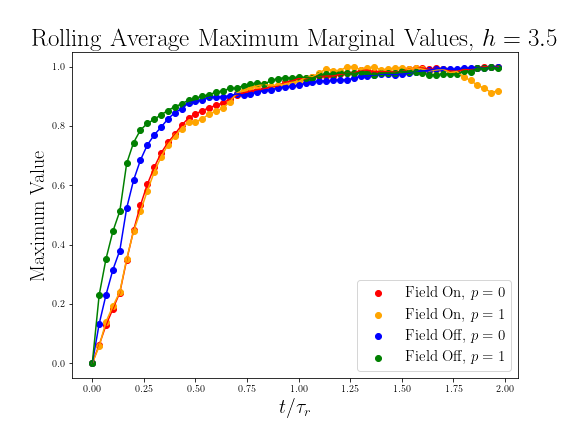 Rolling Average Maximum Marginal Values, h = 3.5
Maximum Value
1.0
0.8
0.6
0.4
0.2
0.0
Field On, p = 0
Field On, p = 1
Field Off, p = 0
Field Off, p = 1
0.00 0.25 0.50 0.75 1.00 1.25 1.50 1.75 2.00
t/τr